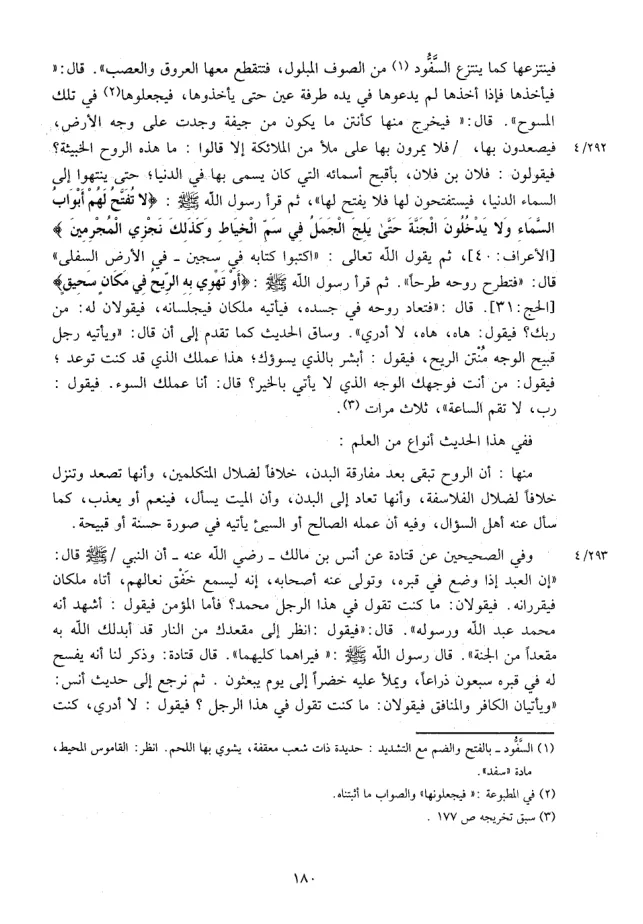 فينتزعها كما ينتزع السَّفُّود (١) من الصوف المبلول، فتتقطع معها العروق والعصب». قال: «
فيأخذها فإذا أخذها لم يدعوها في يده طرفة عين حتى يأخذوها، فيجعلوها(٢) في تلك
المسوح». قال: « فيخرج منها كأنتن ما يكون من جيفة وجدت على وجه الأرض،
٤/٢٩٢ فيصعدون بها، /فلا يمرون بها على ملأ من الملائكة إلا قالوا : ما هذه الروح الخبيثة؟
فيقولون : فلان بن فلان، بأقبح أسمائه التي كان يسمى بها في الدنيا؛ حتى ينتهوا إلى
السماء الدنيا، فيستفتحون لها فلا يفتح لها»، ثم قرأ رسول الله ﷺ : ﴿لا تُفَتَّحُ لَهُمْ أَبْوَابُ
السَّمَاءِ وَلا يَدْخُلُونَ الْجَنَّةَ حَتَّىٰ يَلِجَ الْجَمَلُ فِي سَمِّ الْخِيَاطِ وَكَذَلِكَ نَجْزِي الْمُجْرِمِينَ ﴾
[الأعراف: ٤٠]، ثم يقول الله تعالى : «اكتبوا كتابه في سجين ـ في الأرض السفلى»
قال: «فتطرح روحه طرحاً». ثم قرأ رسول الله ﷺ : ﴿أَوْ تَهْوِي بِهِ الرِّيحُ فِي مَكَانٍ سَحِيقٍ﴾
[الحج: ٣١]. قال: «فتعاد روحه في جسده، فيأتيه ملكان فيجلسانه، فيقولان له: من
ربك؟ فيقول: هاه، هاه، لا أدري». وساق الحديث كما تقدم إلى أن قال: «ويأتيه رجل
قبيح الوجه مُنْتن الريح، فيقول : أبشر بالذي يسوؤك؛ هذا عملك الذي قد كنت توعد ؛
فيقول: من أنت فوجهك الوجه الذي لا يأتي بالخير؟ قال: أنا عملك السوء. فيقول :
رب، لا تقم الساعة»، ثلاث مرات (٣).
ففي هذا الحديث أنواع من العلم :
منها : أن الروح تبقى بعد مفارقة البدن، خلافاً لضلال المتكلمين، وأنها تصعد وتنزل
خلافاً لضلال الفلاسفة، وأنها تعاد إلى البدن، وأن الميت يسأل، فينعم أو يعذب، كما
سأل عنه أهل السؤال، وفيه أن عمله الصالح أو السيئ يأتيه في صورة حسنة أو قبيحة.
٤/٢٩٣ وفي الصحيحين عن قتادة عن أنس بن مالك ـ رضي الله عنه ـ أن النبي /ﷺ قال:
«إن العبد إذا وضع في قبره، وتولى عنه أصحابه، إنه ليسمع خَفْق نعالهم، أتاه ملكان
فيقررانه. فيقولان: ما كنت تقول في هذا الرجل محمد؟ فأما المؤمن فيقول : أشهد أنه
محمد عبد الله ورسوله». قال: «فيقول :انظر إلى مقعدك من النار قد أبدلك الله به
مقعداً من الجنة». قال رسول الله ﷺ : « فيراهما كليهما». قال قتادة: وذكر لنا أنه يفسح
له في قبره سبعون ذراعاً، ويملأ عليه خضراً إلى يوم يبعثون . ثم نرجع إلى حديث أنس:
«ويأتيان الكافر والمنافق فيقولان: ما كنت تقول في هذا الرجل ؟ فيقول : لا أدري، كنت
(١) السَّفُّود ـ بالفتح والضم مع التشديد : حديدة ذات شعب معقفة، يشوي بها اللحم. انظر: القاموس المحيط،
مادة «سفد».
(٢) في المطبوعة :« فيجعلونها» والصواب ما أثبتناه.
(٣) سبق تخريجه ص ١٧٧ .
١٨٠